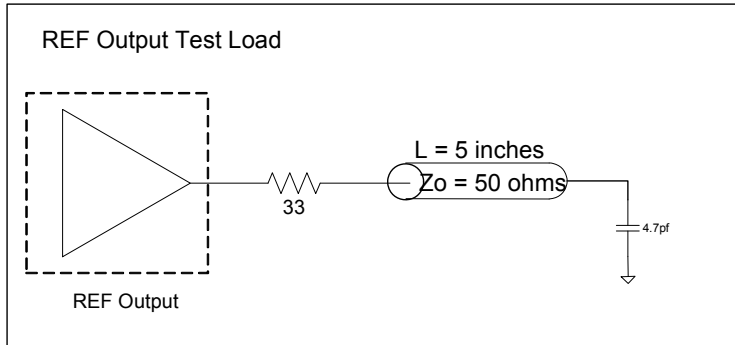 REF Output Test Load
L = 5 inches
Zo = 50 ohms
33
4.7pf
REF Output